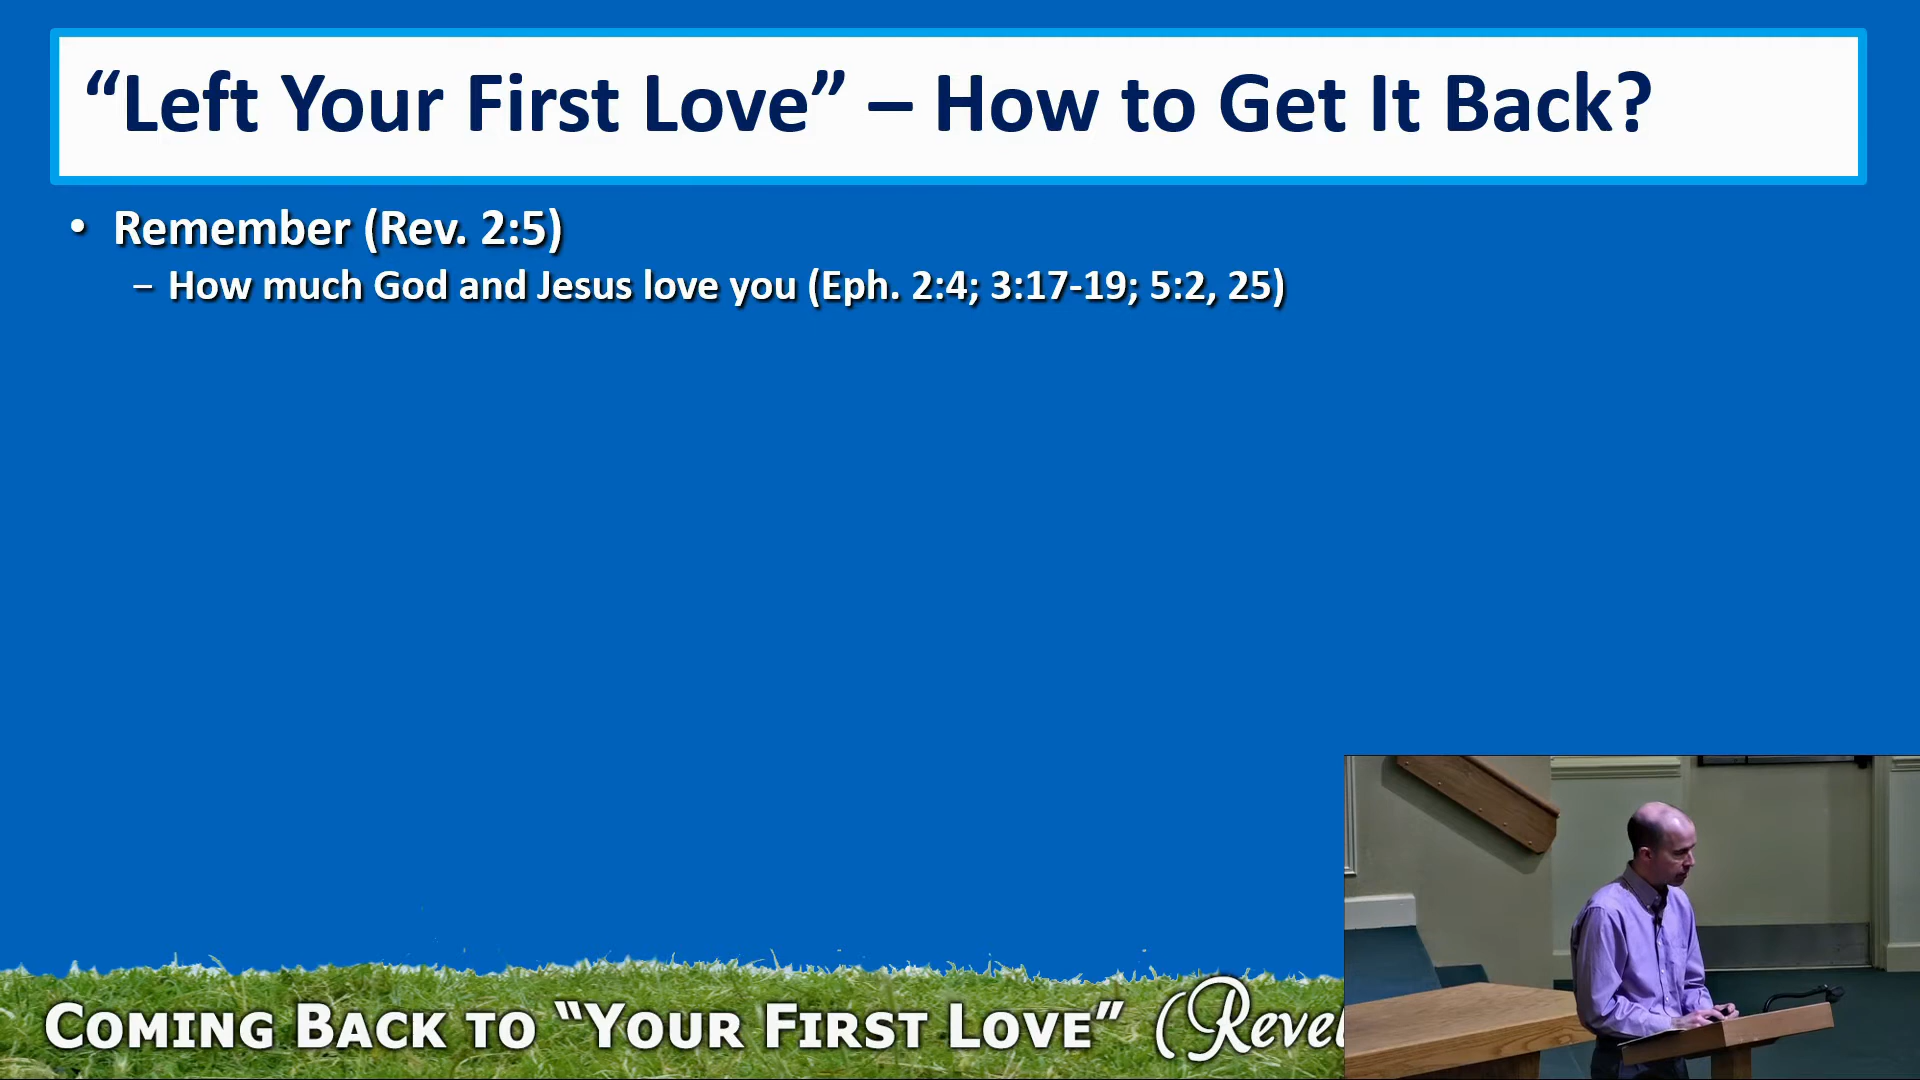 “Left Your First Love” – How to Get It Back?
• Remember (Rev. 2:5)
– How much God and Jesus love you (Eph. 2:4; 3:17-19; 5:2, 25)
Coming Back to “Your First Love” (Revel